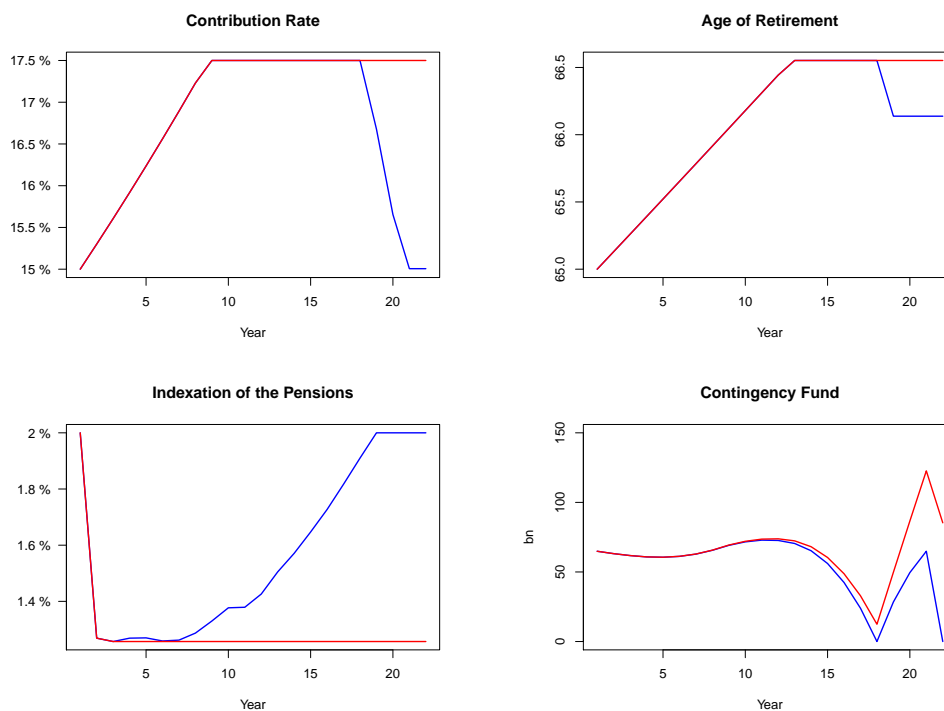 Contribution Rate
17.5 %
17 %
16.5 %
16 %
15.5 %
15 %
5 10 15 20
Year
Age of Retirement
66.5
66.0
65.5
65.0
5 10 15 20
Year
Indexation of the Pensions
2 %
1.8 %
1.6 %
1.4 %
5 10 15 20
Year
Contingency Fund
150
100
50
0
bn
5 10 15 20
Year